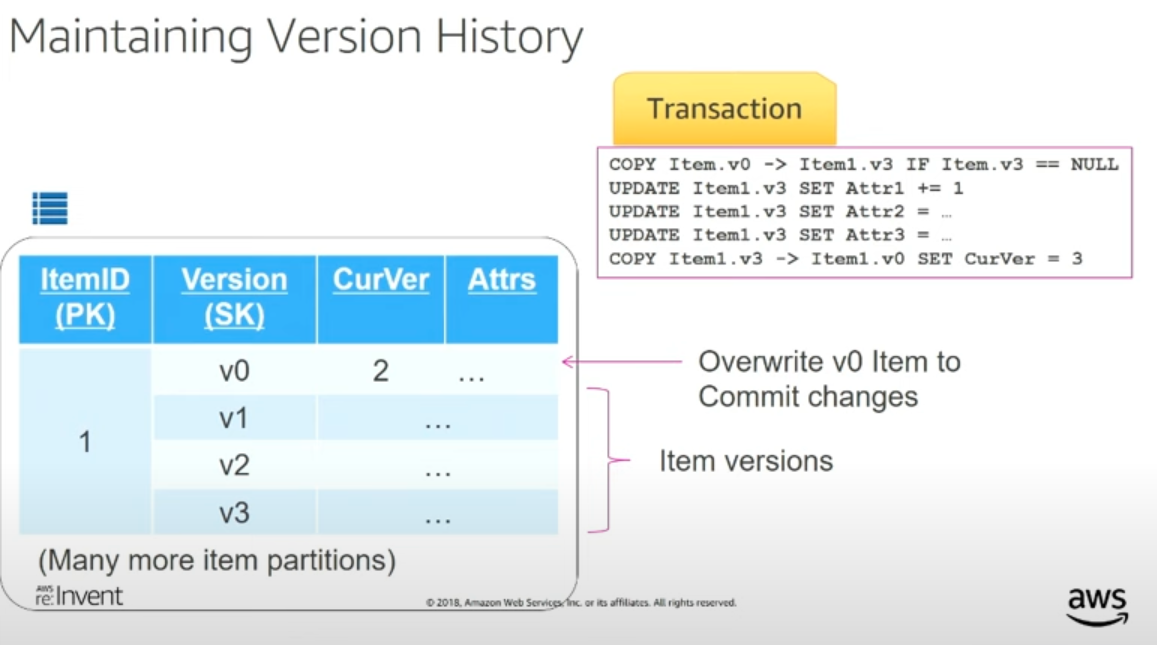 Maintaining Version History
Transaction
COPY Item.v0 -> Item1.v3 IF Item.v3 == NULL
UPDATE Item1.v3 SET Attr1 += 1
UPDATE Item1.v3 SET Attr2 = …
UPDATE Item1.v3 SET Attr3 = …
COPY Item1.v3 -> Item1.v0 SET CurVer = 3
ItemID (PK) Version (SK) CurVer Attrs
1
v0 2 …
v1 …
v2 …
v3 …
Overwrite v0 Item to
Commit changes
Item versions
(Many more item partitions)
AWS
re:Invent
© 2018, Amazon Web Services, Inc. or its affiliates. All rights reserved.
aws